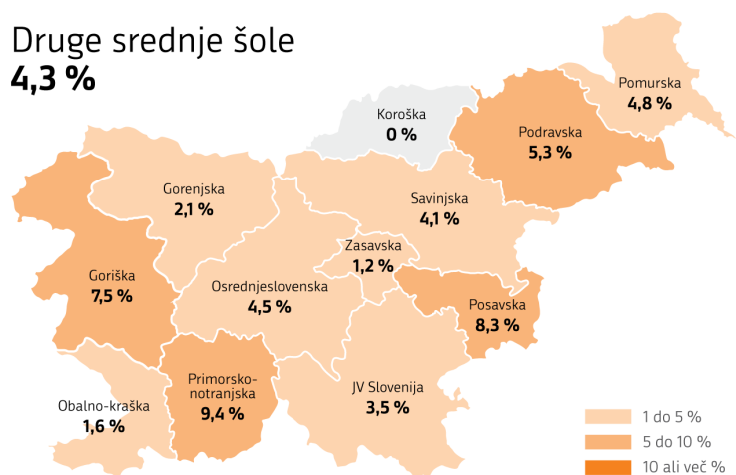 Druge srednje šole
4,3 %
Pomurska
4,8 %
Koroška
0 %
Podravska
5,3 %
Gorenjska
2,1 %
Savinjska
4,1 %
Zasavska
1,2 %
Goriška
7,5 %
Osrednjeslovenska
4,5 %
Posavska
8,3 %
Primorsko-
notranjska
9,4 %
JV Slovenija
3,5 %
Obalno-kraška
1,6 %
1 do 5 %
5 do 10 %
10 ali več %